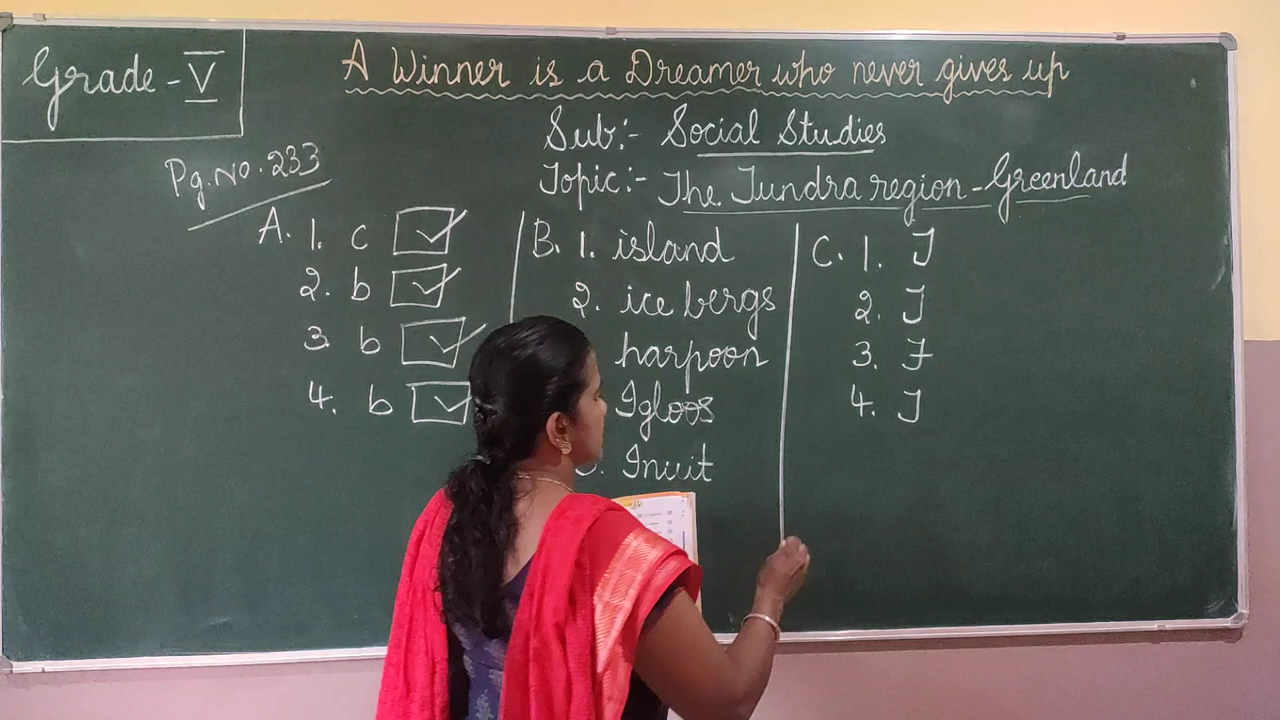 Grade - V
A Winner is a Dreamer who never gives up
Sub:- Social Studies
Topic:- The Tundra region - Greenland
Pg. No. 233
A. 1. c
2. b
3 b
4. b
B. 1. island
2. ice bergs
harpoon
Igloos
Inuit
C. 1. T
2. T
3. F
4. T